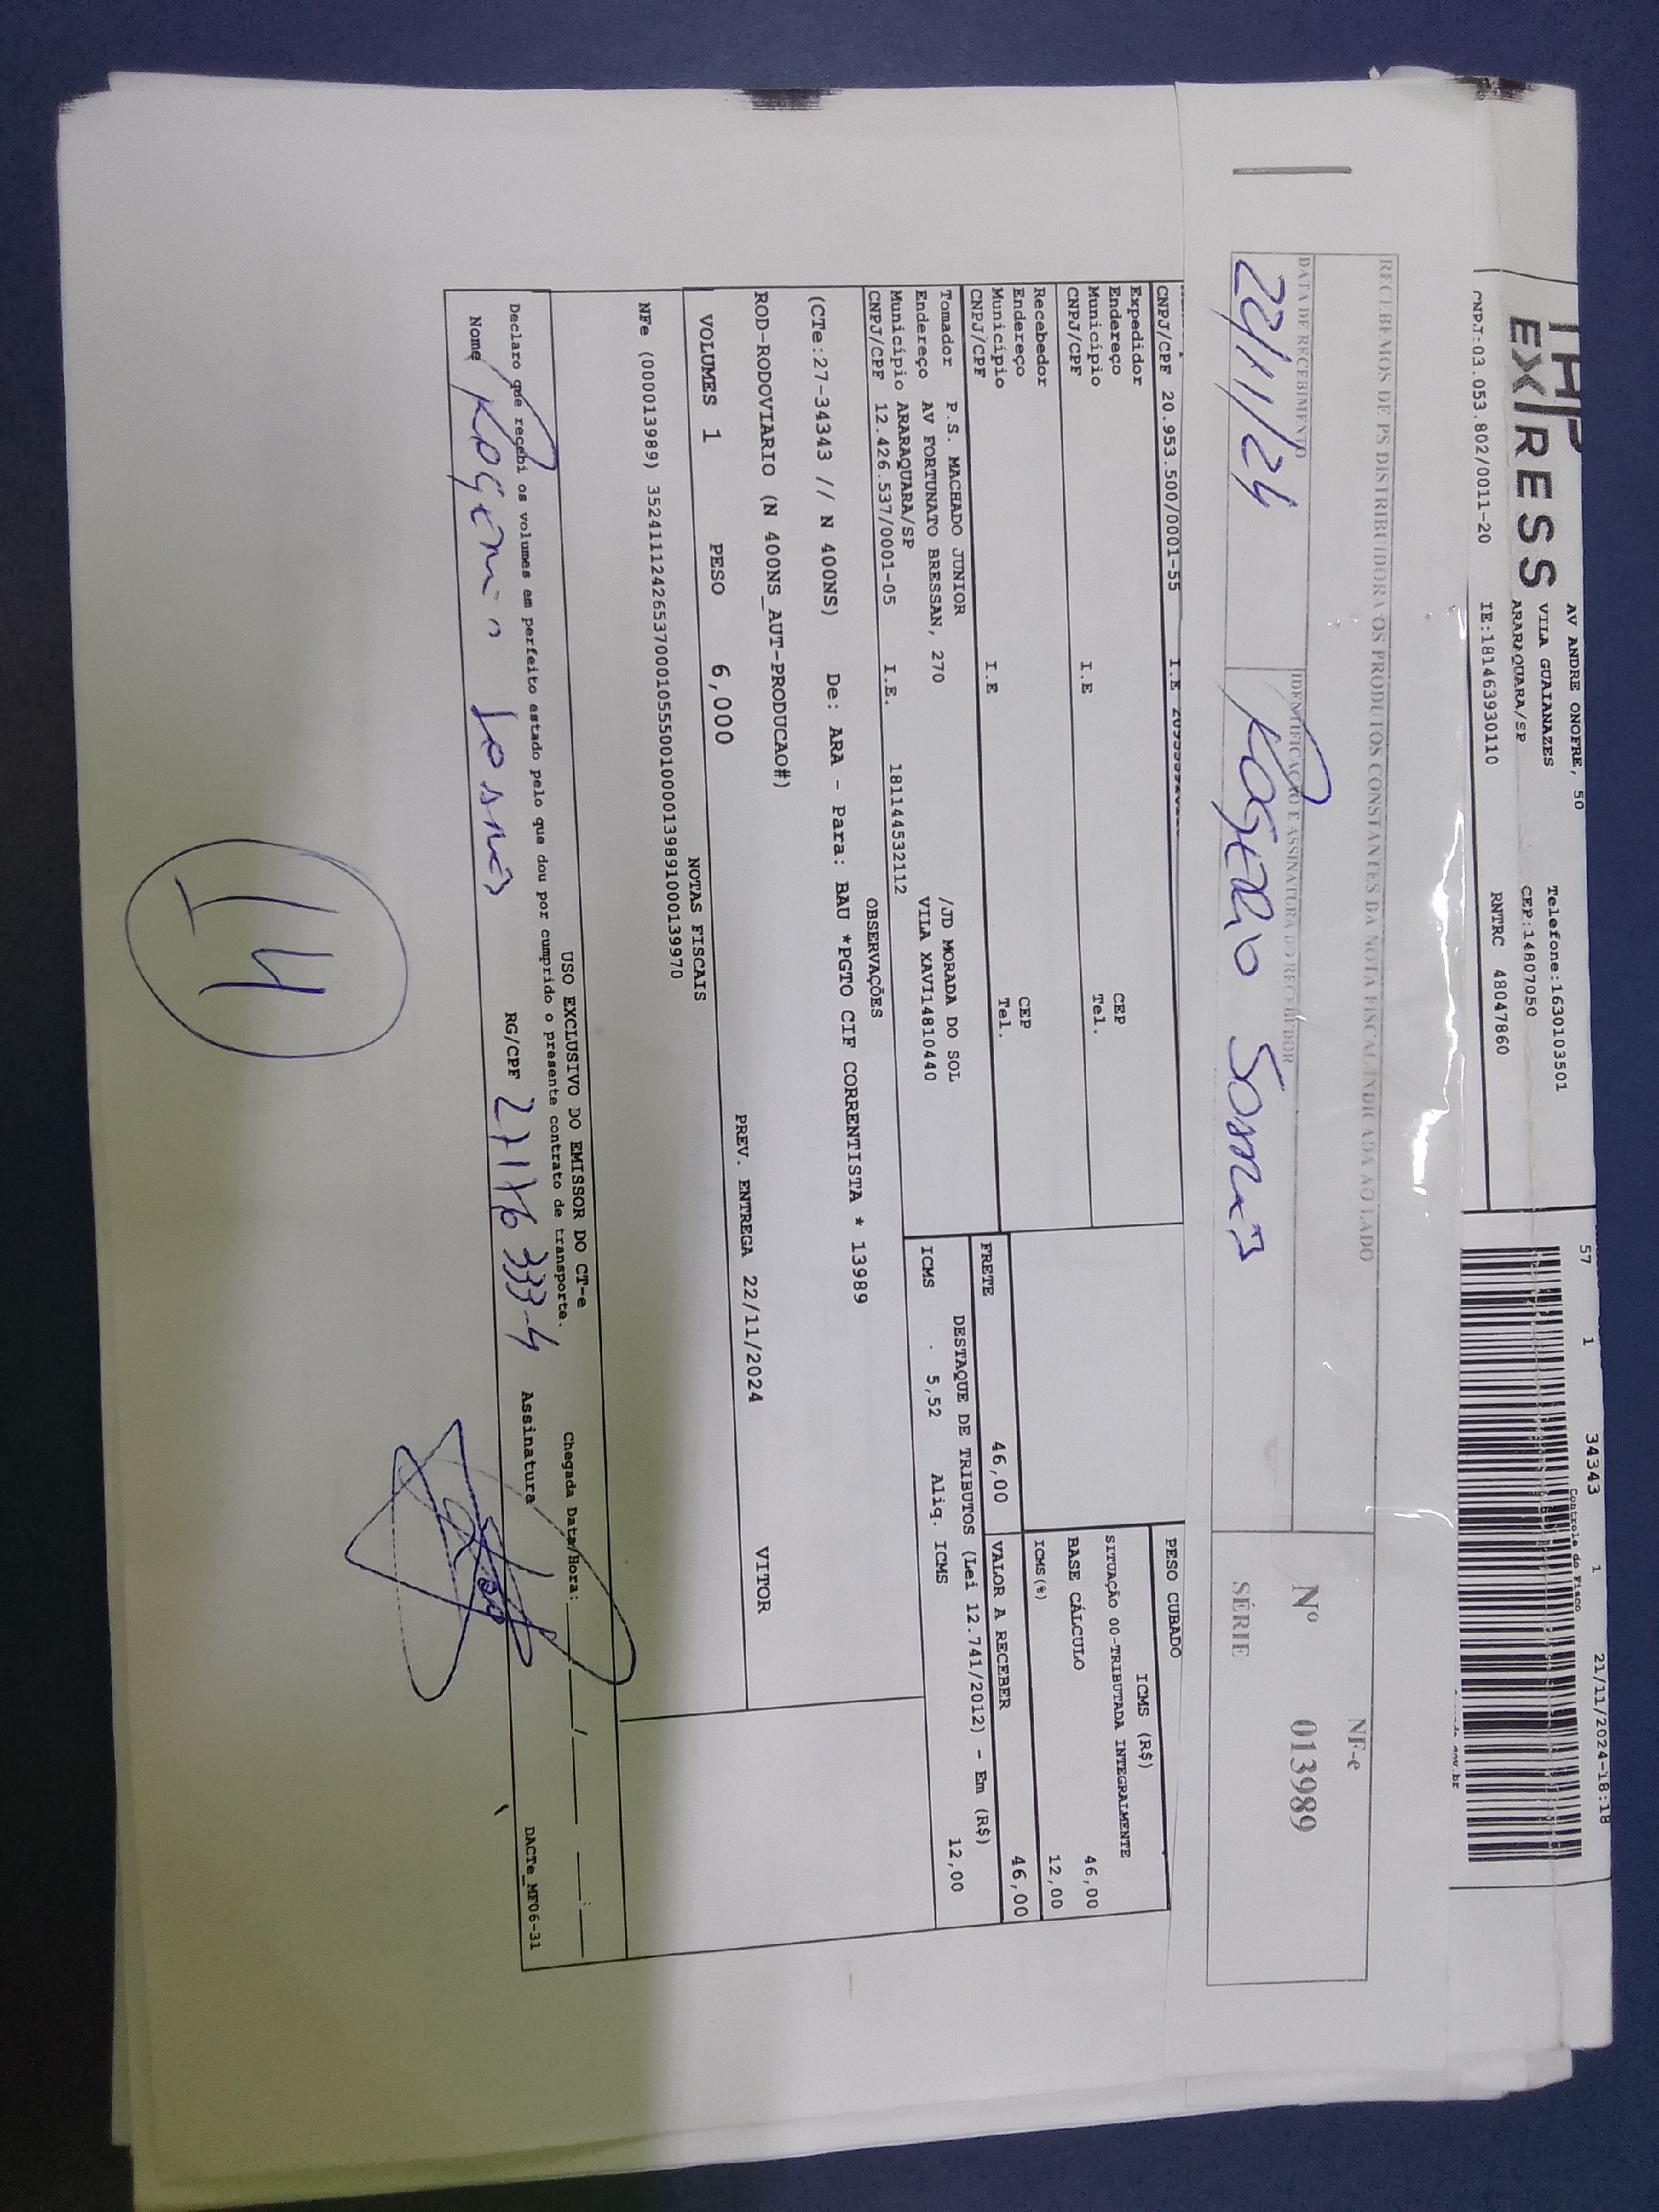 EXPRESS
AV ANDRE ONOFRE, 50
VILA GUAIANAZES
ARARAQUARA/SP
Telefone:1630103501
CEP:14807050
CNPJ:03.053.802/0011-20 IE:181463930110 RNTRC 48047860
57 1 34343 1 21/11/2024-18:18
Controle do Fisco
RECEBEMOS DE PS DISTRIBUIDORA OS PRODUTOS CONSTANTES DA NOTA FISCAL INDICADA AO LADO
DATA DE RECEBIMENTO
IDENTIFICAÇÃO E ASSINATURA DO RECEBEDOR
22/11/24
NF-e
Nº 013989
SÉRIE
CNPJ/CPF 20.953.500/0001-55 I.E
Expedidor
Endereço CEP
Município Tel.
CNPJ/CPF I.E
Recebedor
Endereço CEP
Município Tel.
CNPJ/CPF I.E
PESO CUBADO
ICMS (R$)
SITUAÇÃO 00-TRIBUTADA INTEGRALMENTE
BASE CÁLCULO 46,00
ICMS(%) 12,00
Tomador P.S. MACHADO JUNIOR /JD MORADA DO SOL
Endereço AV FORTUNATO BRESSAN, 270 VILA XAVI14810440
Município ARARAQUARA/SP
CNPJ/CPF 12.426.537/0001-05 I.E. 181144532112
FRETE 46,00 VALOR A RECEBER 46,00
DESTAQUE DE TRIBUTOS (Lei 12.741/2012) - Em (R$)
ICMS 5,52 Aliq. ICMS 12,00
OBSERVAÇÕES
(CTe:27-34343 // N 400NS) De: ARA - Para: BAU *PGTO CIF CORRENTISTA * 13989
ROD-RODOVIARIO (N 400NS_AUT-PRODUCAO#)
VOLUMES 1 PESO 6,000 PREV. ENTREGA 22/11/2024 VITOR
NOTAS FISCAIS
NFe (000013989) 35241112426537000105550010000139891000139970
USO EXCLUSIVO DO EMISSOR DO CT-e
Declaro que recebi os volumes em perfeito estado pelo que dou por cumprido o presente contrato de transporte.
Chegada Data/Hora:
Nome
RG/CPF
Assinatura
DACTe_MF06-31
14